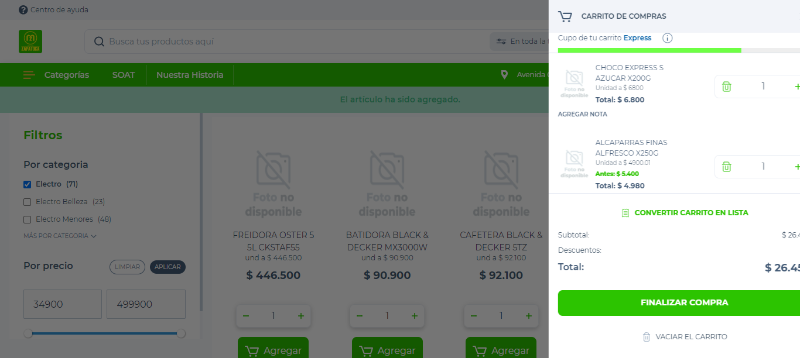 Centro de ayuda
Busca tus productos aquí
En toda la
Categorías
SOAT
Nuestra Historia
Avenida
El artículo ha sido agregado.
Filtros
Por categoría
Electro (71)
Electro Belleza (23)
Electro Menores (48)
MÁS POR CATEGORIA
Por precio
LIMPIAR
APLICAR
34900
499900
Foto no
disponible
FREIDORA OSTER 5
5L CKSTAF55
und a $ 446.500
$ 446.500
1
Agregar
Foto no
disponible
BATIDORA BLACK &
DECKER MX3000W
und a $ 90.900
$ 90.900
1
Agregar
Foto no
disponible
CAFETERA BLACK &
DECKER 5TZ
und a $ 92.100
$ 92.100
1
Agregar
CARRITO DE COMPRAS
Cupo de tu carrito Express
Foto no
disponible
CHOCO EXPRESS S
AZUCAR X200G
Unidad a $ 6800
Total: $ 6.800
1
AGREGAR NOTA
Foto no
disponible
ALCAPARRAS FINAS
ALFRESCO X250G
Unidad a $ 4900.01
Antes: $ 5.400
Total: $ 4.980
1
CONVERTIR CARRITO EN LISTA
Subtotal:
$ 26.4
Descuentos:
Total:
$ 26.45
FINALIZAR COMPRA
VACIAR EL CARRITO